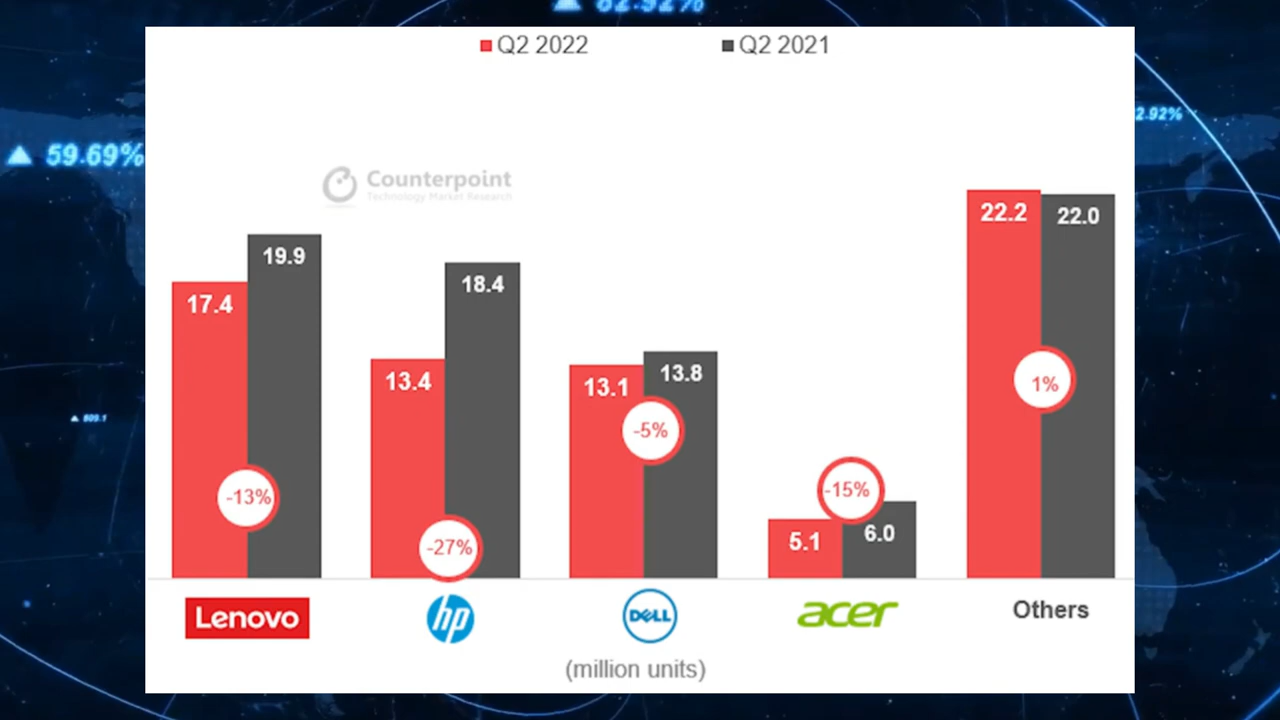 62.92%
Q2 2022
Q2 2021
2.92%
59.69%
Counterpoint
Technology Market Research
22.2
22.0
19.9
18.4
17.4
13.8
13.4
13.1
1%
-5%
-15%
-13%
5.1
6.0
-27%
Lenovo
hp
DELL
acer
Others
(million units)